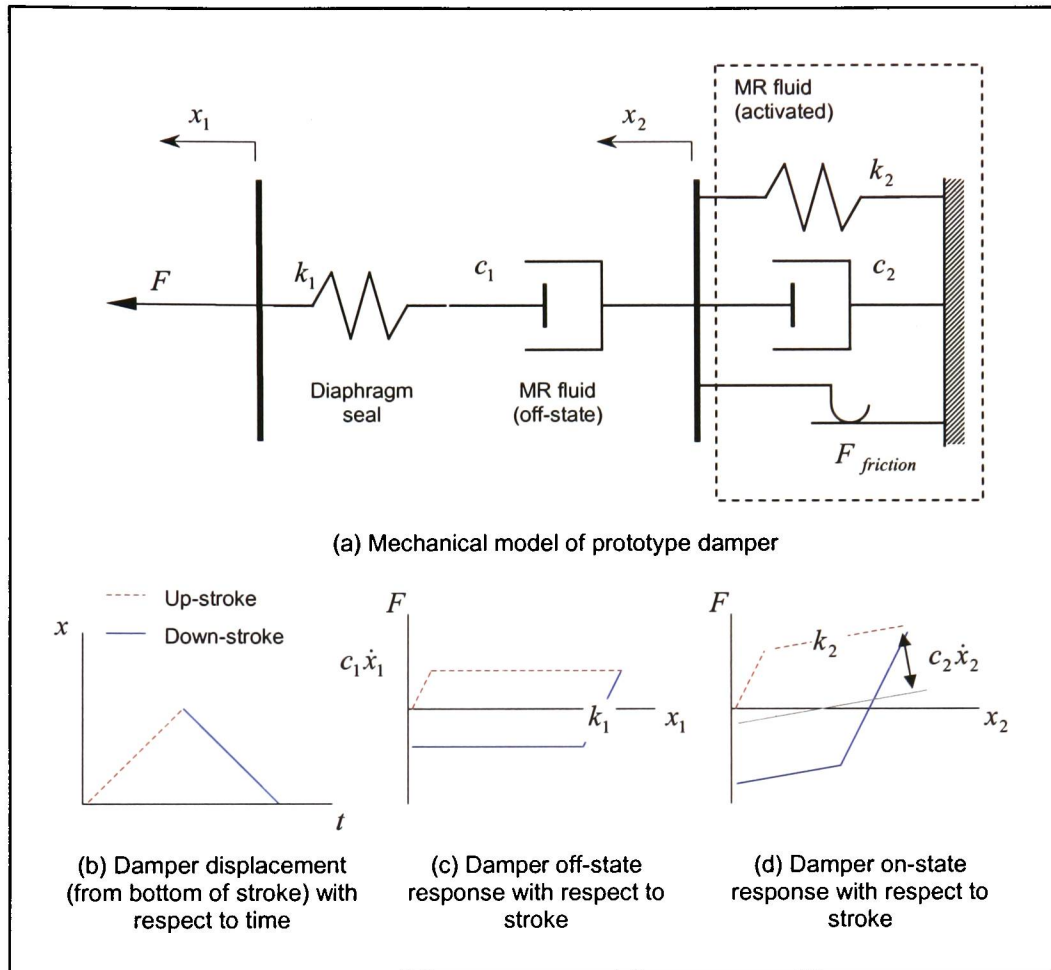 MR fluid
(activated)
x₁
x₂
k₂
F
k₁
c₁
c₂
Diaphragm
seal
MR fluid
(off-state)
F friction
(a) Mechanical model of prototype damper
Up-stroke
Down-stroke
x
t
(b) Damper displacement
(from bottom of stroke) with
respect to time
F
c₁ẋ₁
k₁
x₁
(c) Damper off-state
response with respect to
stroke
F
k₂
c₂ẋ₂
x₂
(d) Damper on-state
response with respect to
stroke